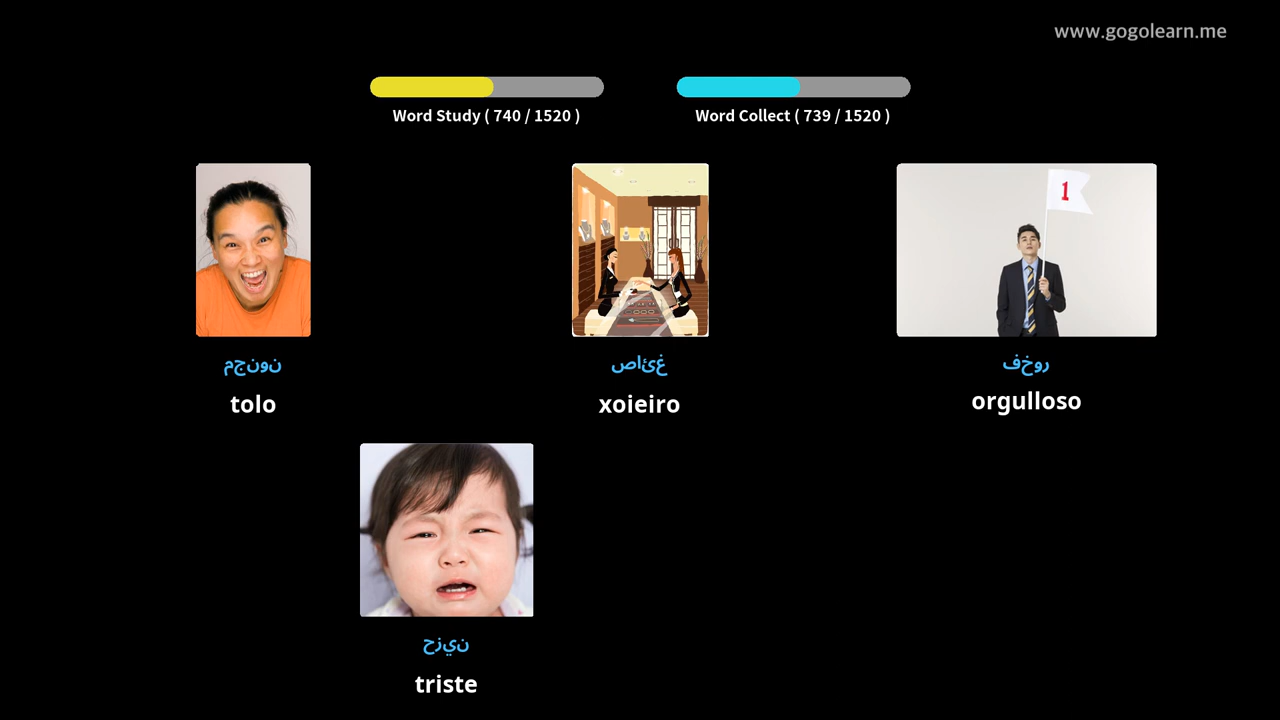 www.gogolearn.me
Word Study ( 740 / 1520 )
Word Collect ( 739 / 1520 )
مجنون
صائغ
فخور
tolo
xoieiro
orgulloso
حزين
triste